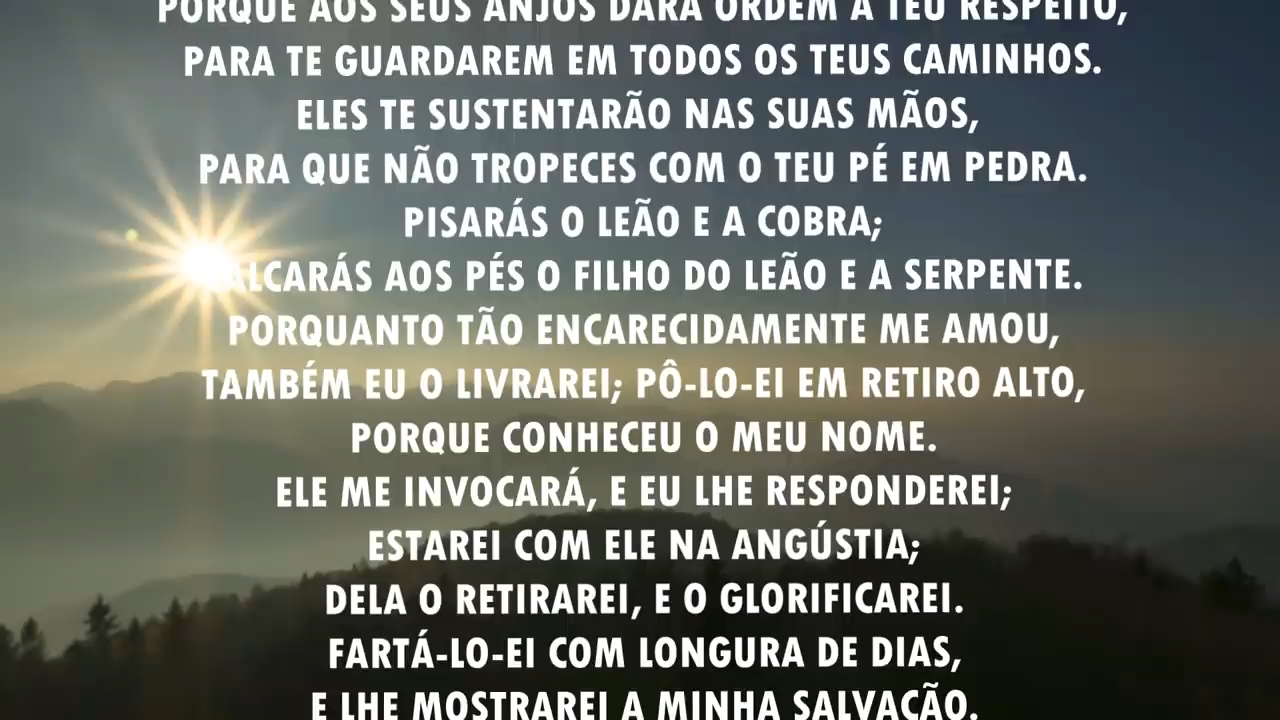 PORQUE AOS SEUS ANJOS DARÁ ORDEM A TEU RESPEITO,
PARA TE GUARDAREM EM TODOS OS TEUS CAMINHOS.
ELES TE SUSTENTARÃO NAS SUAS MÃOS,
PARA QUE NÃO TROPECES COM O TEU PÉ EM PEDRA.
PISARÁS O LEÃO E A COBRA;
CALCARÁS AOS PÉS O FILHO DO LEÃO E A SERPENTE.
PORQUANTO TÃO ENCARECIDAMENTE ME AMOU,
TAMBÉM EU O LIVRAREI; PÔ-LO-EI EM RETIRO ALTO,
PORQUE CONHECEU O MEU NOME.
ELE ME INVOCARÁ, E EU LHE RESPONDEREI;
ESTAREI COM ELE NA ANGÚSTIA;
DELA O RETIRAREI, E O GLORIFICAREI.
FARTÁ-LO-EI COM LONGURA DE DIAS,
E LHE MOSTRAREI A MINHA SALVAÇÃO.